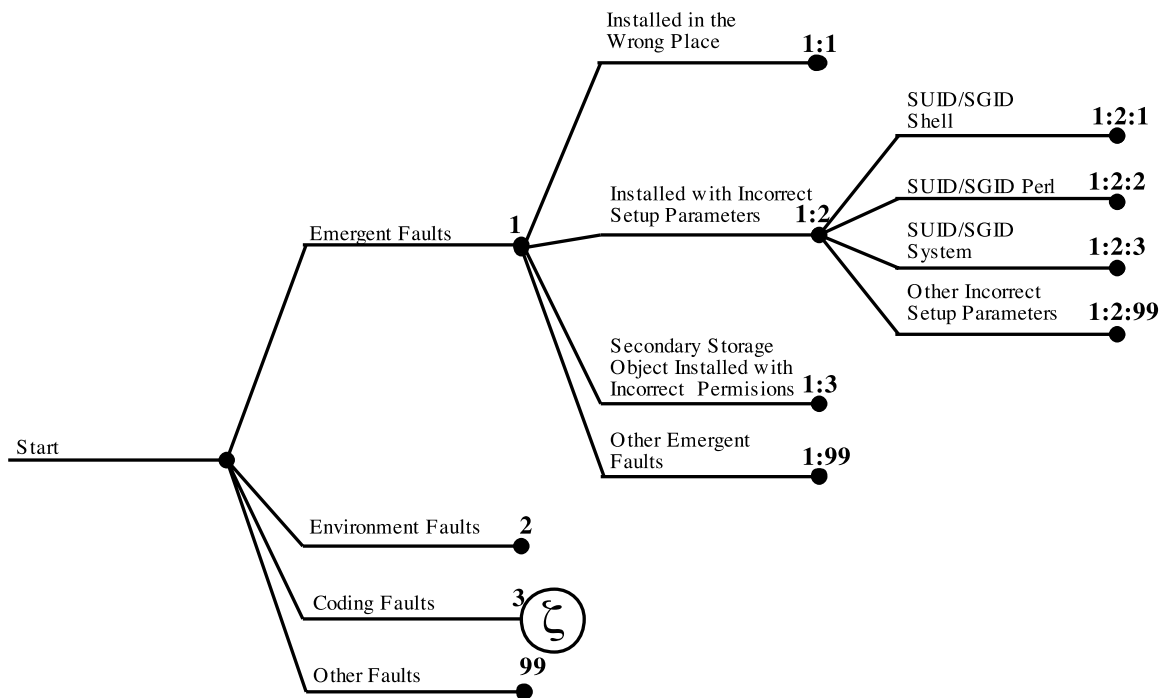 Installed in the
Wrong Place
1:1
SUID/SGID
Shell
1:2:1
SUID/SGID Perl
1:2:2
Installed with Incorrect
Setup Parameters
1:2
SUID/SGID
System
1:2:3
Emergent Faults
1
Other Incorrect
Setup Parameters
1:2:99
Secondary Storage
Object Installed with
Incorrect Permisions
1:3
Other Emergent
Faults
1:99
Start
Environment Faults
2
Coding Faults
3
ζ
Other Faults
99